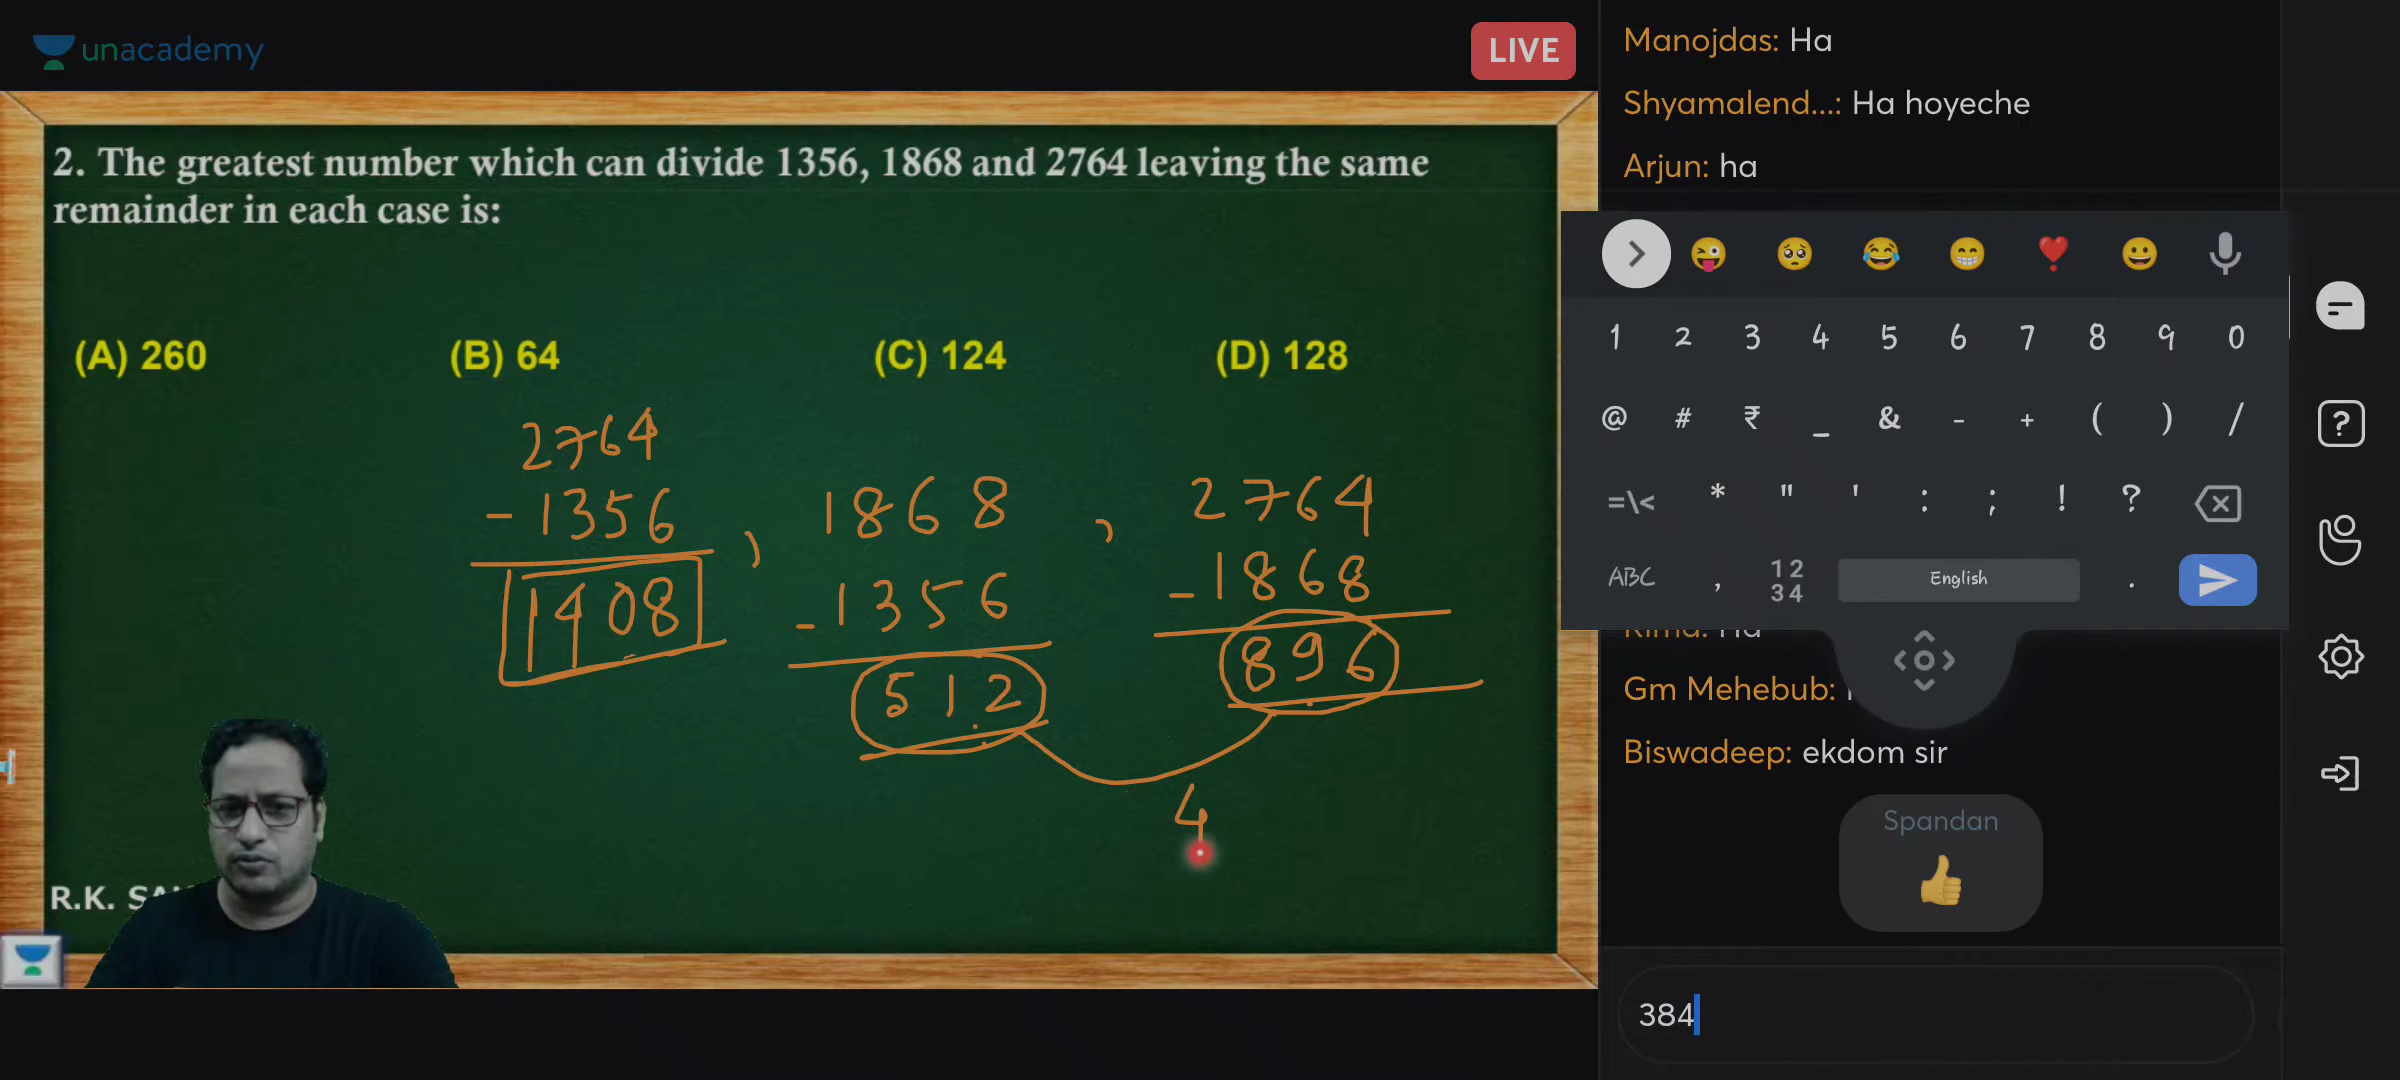 unacademy
LIVE
2. The greatest number which can divide 1356, 1868 and 2764 leaving the same
remainder in each case is:
(A) 260 (B) 64 (C) 124 (D) 128
2764
- 1356
1408
,
1868
- 1356
512
,
2764
- 1868
896
4
R.K.
Manojdas: Ha
Shyamalend...: Ha hoyeche
Arjun: ha
1 2 3 4 5 6 7 8 9 0
@ # ₹ _ & - + ( ) /
=\< * " ' : ; ! ?
ABC , 12 34 English .
Gm Mehebub:
Biswadeep: ekdom sir
Spandan
384